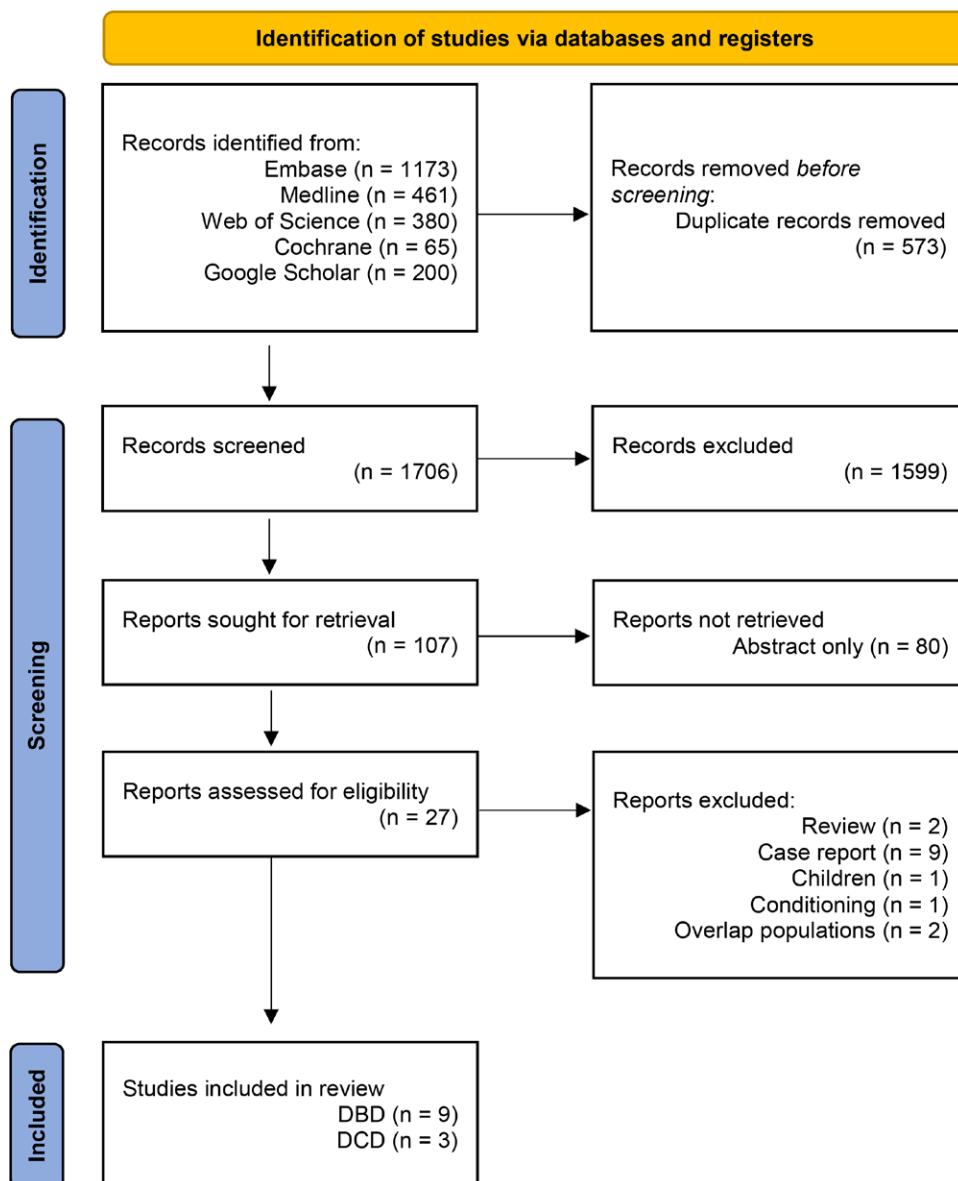 Identification of studies via databases and registers
Identification
Records identified from:
Embase (n = 1173)
Medline (n = 461)
Web of Science (n = 380)
Cochrane (n = 65)
Google Scholar (n = 200)
Records removed before
screening:
Duplicate records removed
(n = 573)
Screening
Records screened
(n = 1706)
Records excluded
(n = 1599)
Reports sought for retrieval
(n = 107)
Reports not retrieved
Abstract only (n = 80)
Reports assessed for eligibility
(n = 27)
Reports excluded:
Review (n = 2)
Case report (n = 9)
Children (n = 1)
Conditioning (n = 1)
Overlap populations (n = 2)
Included
Studies included in review
DBD (n = 9)
DCD (n = 3)